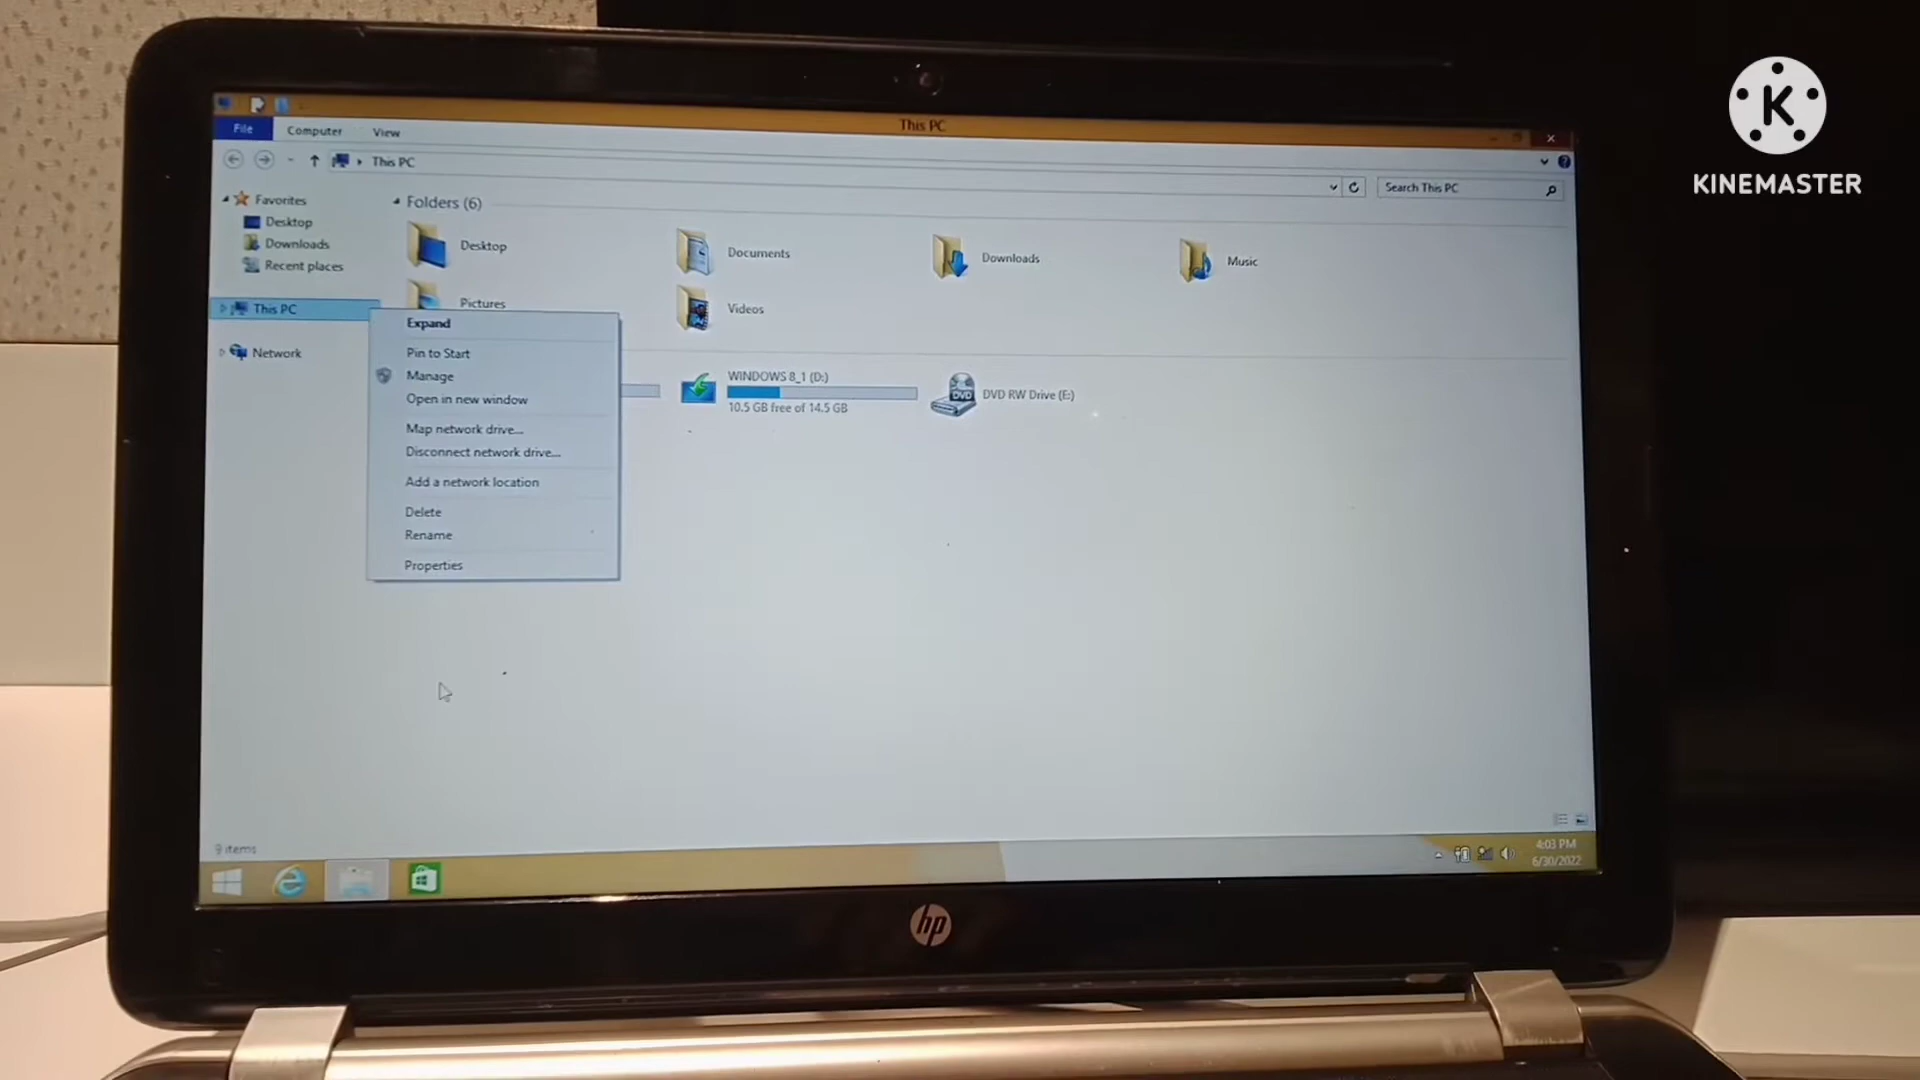 This PC
File Computer View
This PC
Search This PC
Favorites
Desktop
Downloads
Recent places
This PC
Network
Folders (6)
Desktop
Documents
Downloads
Music
Pictures
Videos
Expand
Pin to Start
Manage
Open in new window
Map network drive...
Disconnect network drive...
Add a network location
Delete
Rename
Properties
WINDOWS 8_1 (D:)
10.5 GB free of 14.5 GB
DVD
DVD RW Drive (E:)
9 items
4:03 PM
6/30/2022
hp
K
KINEMASTER